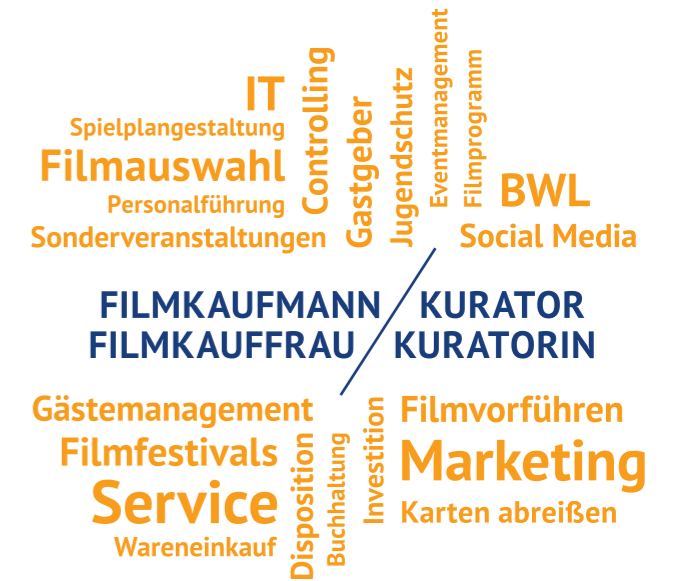 IT
Spielplangestaltung
Filmauswahl
Personalführung
Sonderveranstaltungen
Controlling
Gastgeber
Jugendschutz
Eventmanagement
Filmprogramm
BWL
Social Media
FILMKAUFMANN / KURATOR
FILMKAUFFRAU / KURATORIN
Gästemanagement
Filmfestivals
Service
Wareneinkauf
Disposition
Buchhaltung
Investition
Filmvorführen
Marketing
Karten abreißen